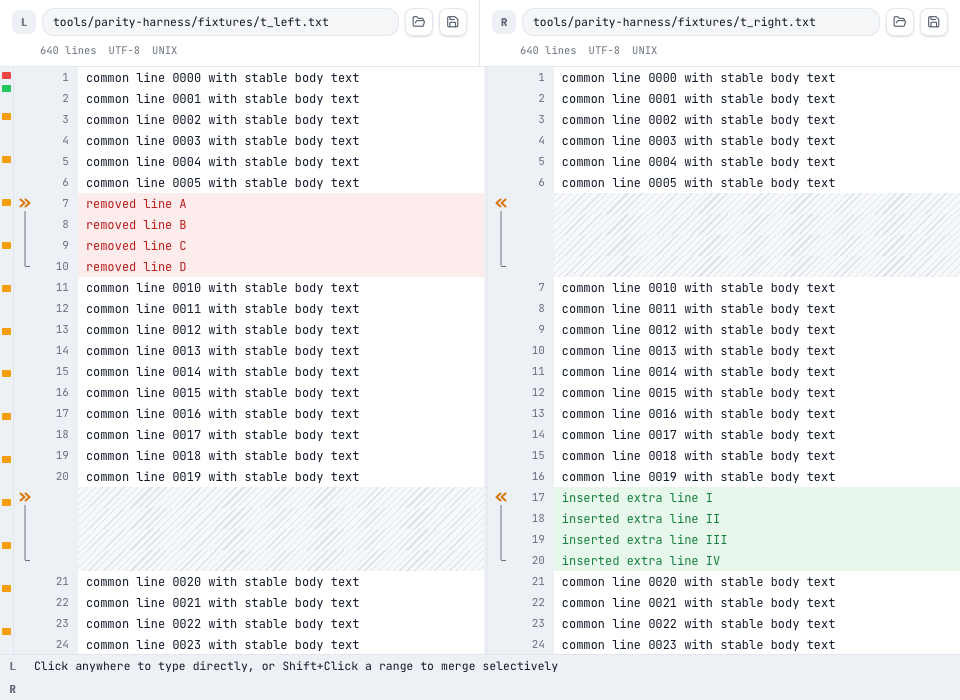 L tools/parity-harness/fixtures/t_left.txt
640 lines UTF-8 UNIX
R tools/parity-harness/fixtures/t_right.txt
640 lines UTF-8 UNIX
1 common line 0000 with stable body text
2 common line 0001 with stable body text
3 common line 0002 with stable body text
4 common line 0003 with stable body text
5 common line 0004 with stable body text
6 common line 0005 with stable body text
7 removed line A
8 removed line B
9 removed line C
10 removed line D
11 common line 0010 with stable body text
12 common line 0011 with stable body text
13 common line 0012 with stable body text
14 common line 0013 with stable body text
15 common line 0014 with stable body text
16 common line 0015 with stable body text
17 common line 0016 with stable body text
18 common line 0017 with stable body text
19 common line 0018 with stable body text
20 common line 0019 with stable body text
21 common line 0020 with stable body text
22 common line 0021 with stable body text
23 common line 0022 with stable body text
24 common line 0023 with stable body text
1 common line 0000 with stable body text
2 common line 0001 with stable body text
3 common line 0002 with stable body text
4 common line 0003 with stable body text
5 common line 0004 with stable body text
6 common line 0005 with stable body text
7 common line 0010 with stable body text
8 common line 0011 with stable body text
9 common line 0012 with stable body text
10 common line 0013 with stable body text
11 common line 0014 with stable body text
12 common line 0015 with stable body text
13 common line 0016 with stable body text
14 common line 0017 with stable body text
15 common line 0018 with stable body text
16 common line 0019 with stable body text
17 inserted extra line I
18 inserted extra line II
19 inserted extra line III
20 inserted extra line IV
21 common line 0020 with stable body text
22 common line 0021 with stable body text
23 common line 0022 with stable body text
24 common line 0023 with stable body text
L Click anywhere to type directly, or Shift+Click a range to merge selectively
R